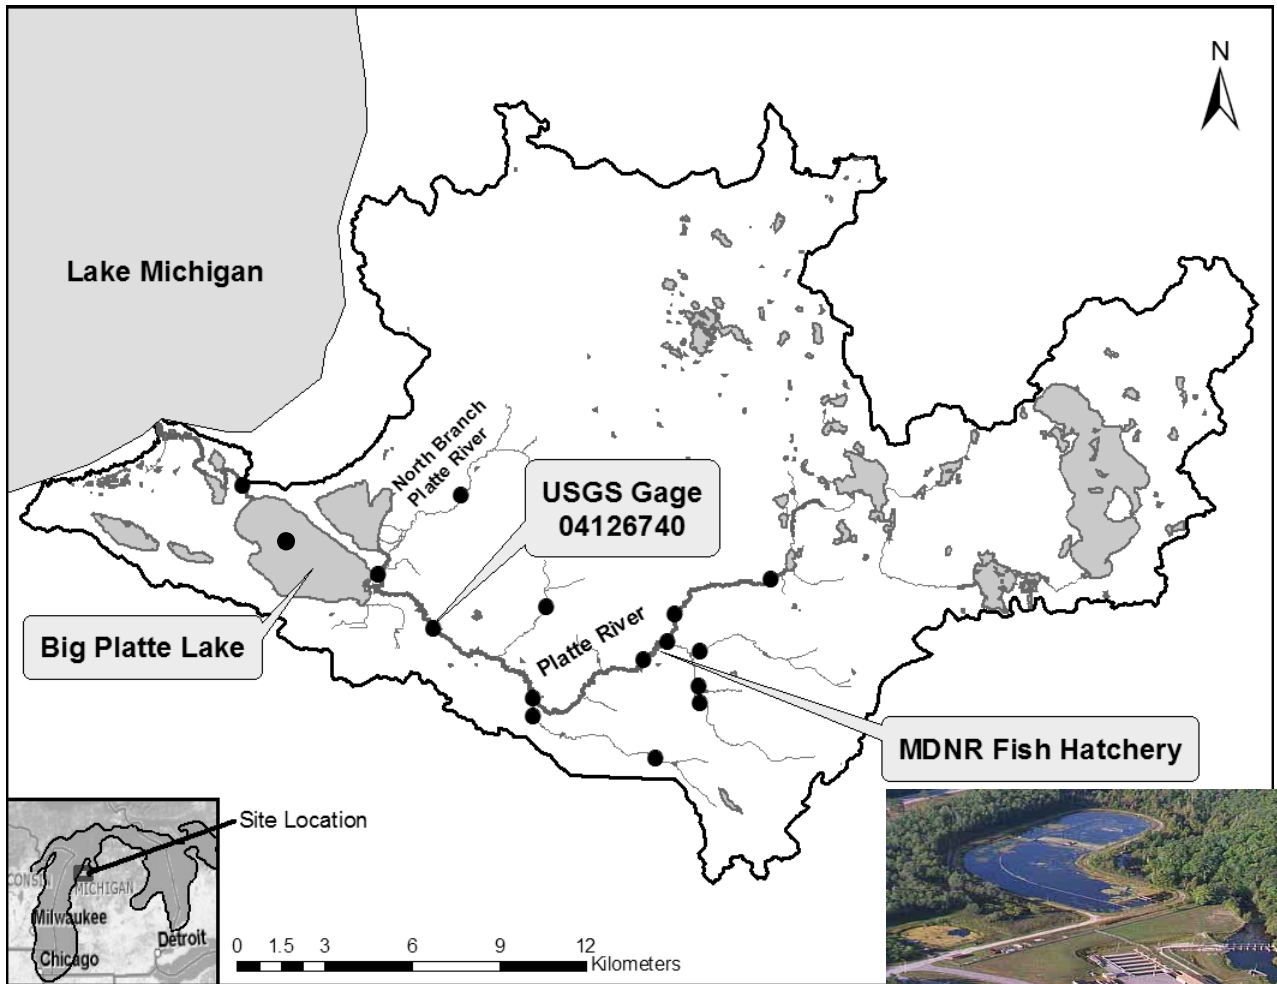 N
Lake Michigan
North Branch
Platte River
USGS Gage
04126740
Big Platte Lake
Platte River
MDNR Fish Hatchery
Site Location
CONSIN
MICHIGAN
Milwaukee
Chicago
Detroit
0 1.5 3 6 9 12
Kilometers